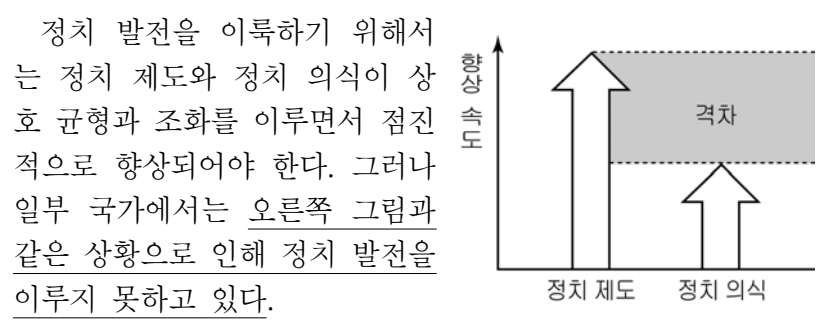 정치 발전을 이룩하기 위해서
는 정치 제도와 정치 의식이 상
호 균형과 조화를 이루면서 점진
적으로 향상되어야 한다. 그러나
일부 국가에서는 오른쪽 그림과
같은 상황으로 인해 정치 발전을
이루지 못하고 있다.
향상 속도
격차
정치 제도
정치 의식